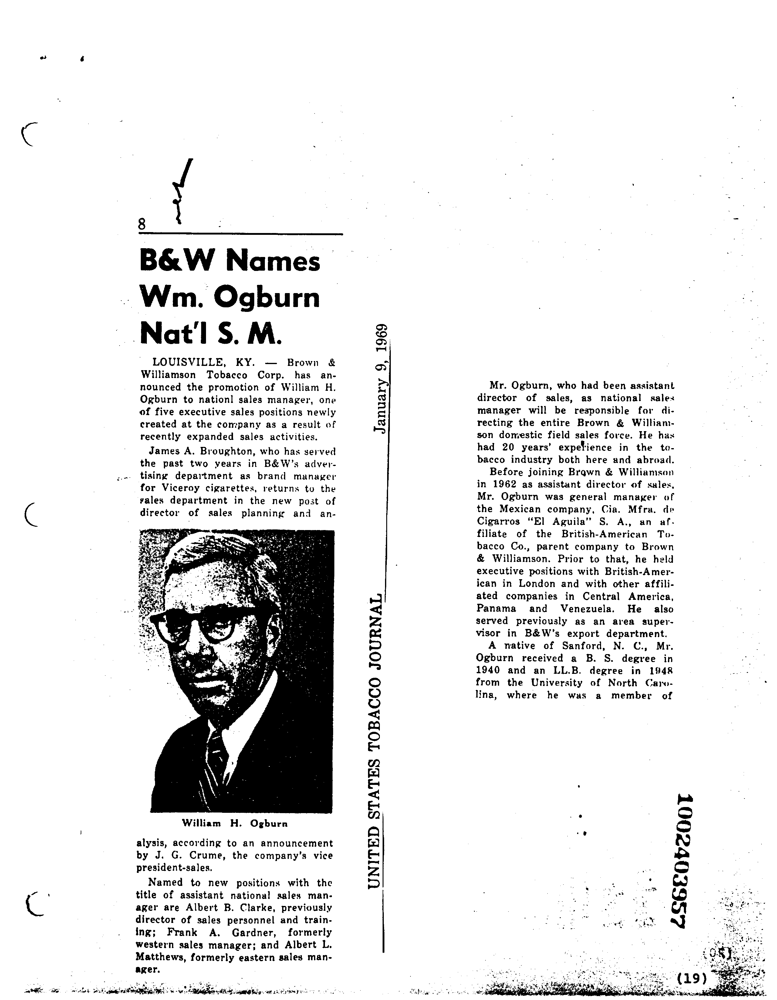 8
B&W Names
Wm. Ogburn
Nat'l S. M.
LOUISVILLE, KY. — Brown &
Williamson Tobacco Corp. has an-
nounced the promotion of William H.
Ogburn to nationl sales manager, one
of five executive sales positions newly
created at the company as a result of
recently expanded sales activities.
James A. Broughton, who has served
the past two years in B&W's adver-
tising department as brand manager
for Viceroy cigarettes, returns to the
sales department in the new post of
director of sales planning and an-
William H. Ogburn
alysis, according to an announcement
by J. G. Crume, the company's vice
president-sales.
Named to new positions with the
title of assistant national sales man-
ager are Albert B. Clarke, previously
director of sales personnel and train-
ing; Frank A. Gardner, formerly
western sales manager; and Albert L.
Matthews, formerly eastern sales man-
ager.
UNITED STATES TOBACCO JOURNAL
January 9, 1969
Mr. Ogburn, who had been assistant
director of sales, as national sales
manager will be responsible for di-
recting the entire Brown & William-
son domestic field sales force. He has
had 20 years' experience in the to-
bacco industry both here and abroad.
Before joining Brown & Williamson
in 1962 as assistant director of sales,
Mr. Ogburn was general manager of
the Mexican company, Cia. Mfra. de
Cigarros "El Aguila" S. A., an af-
filiate of the British-American To-
bacco Co., parent company to Brown
& Williamson. Prior to that, he held
executive positions with British-Amer-
ican in London and with other affili-
ated companies in Central America,
Panama and Venezuela. He also
served previously as an area super-
visor in B&W's export department.
A native of Sanford, N. C., Mr.
Ogburn received a B. S. degree in
1940 and an LL.B. degree in 1948
from the University of North Caro-
lina, where he was a member of
1002403957
(19)